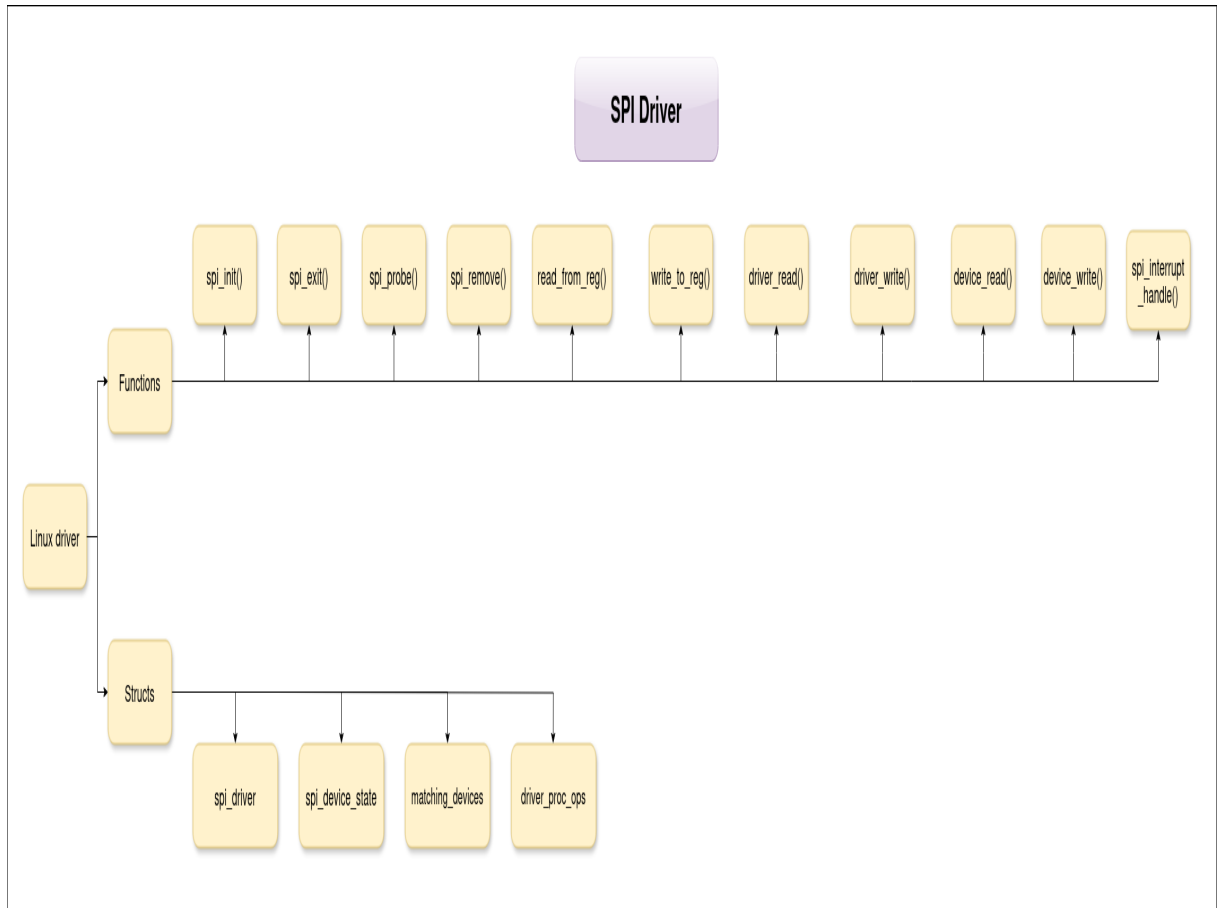 SPI Driver
spi_init()
spi_exit()
spi_probe()
spi_remove()
read_from_reg()
write_to_reg()
driver_read()
driver_write()
device_read()
device_write()
spi_interrupt
_handle()
Functions
Linux driver
Structs
spi_driver
spi_device_state
matching_devices
driver_proc_ops